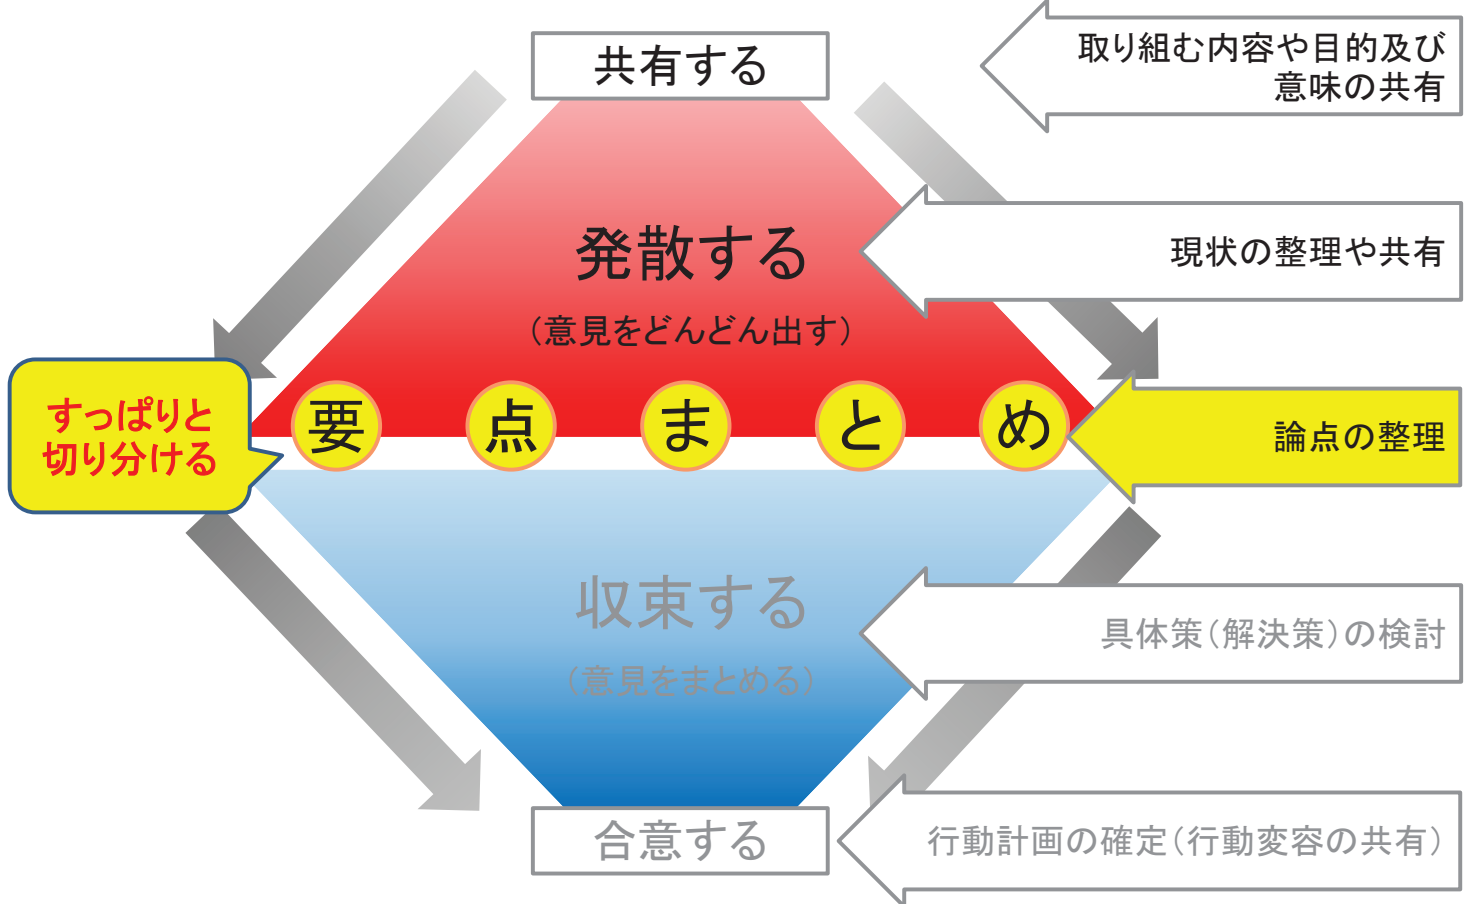 共有する
取り組む内容や目的及び
意味の共有
発散する
（意見をどんどん出す）
現状の整理や共有
すっぱりと
切り分ける
要点まとめ
論点の整理
収束する
（意見をまとめる）
具体策（解決策）の検討
合意する
行動計画の確定（行動変容の共有）